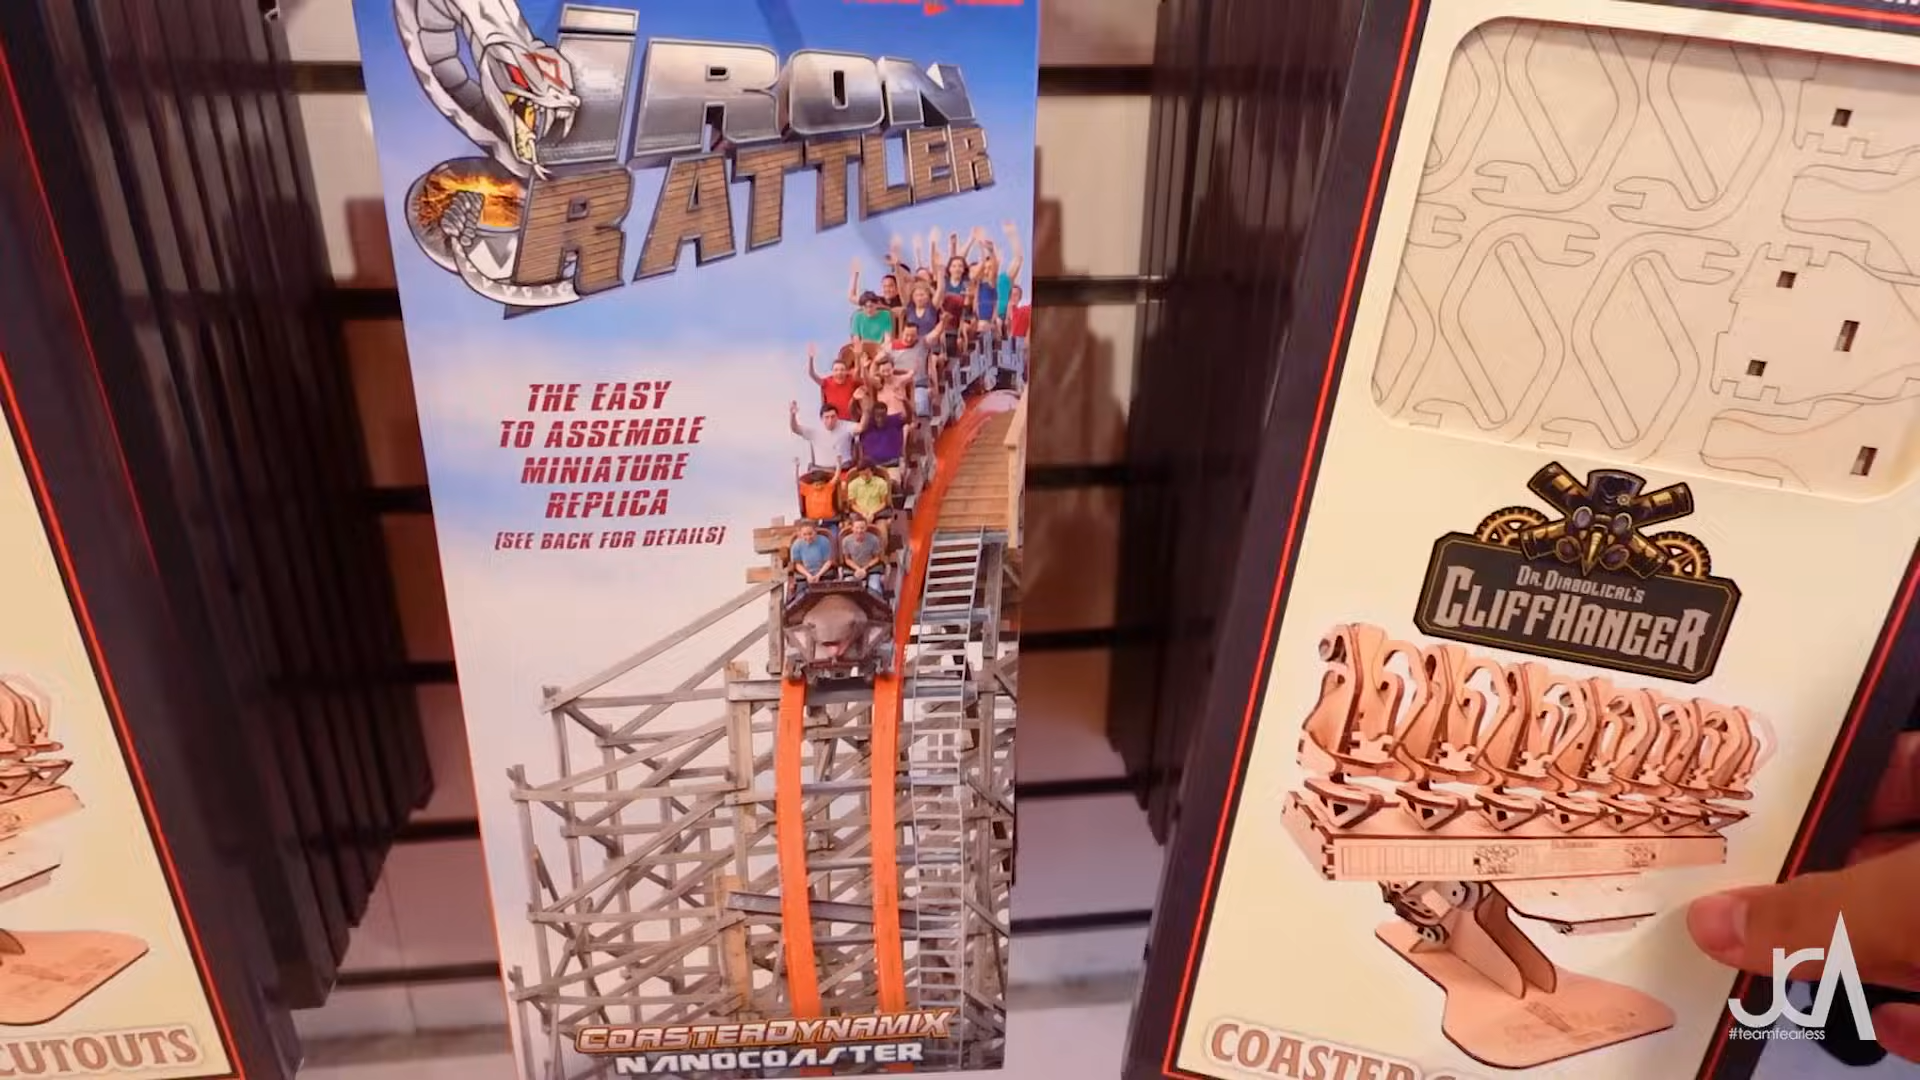 IRON
RATTLER
THE EASY
TO ASSEMBLE
MINIATURE
REPLICA
(SEE BACK FOR DETAILS)
COASTERDYNAMIX
NANOCOASTER
DR. DIABOLICAL'S
CLIFFHANGER
COASTER
CUTOUTS
JCA
#teamfearless